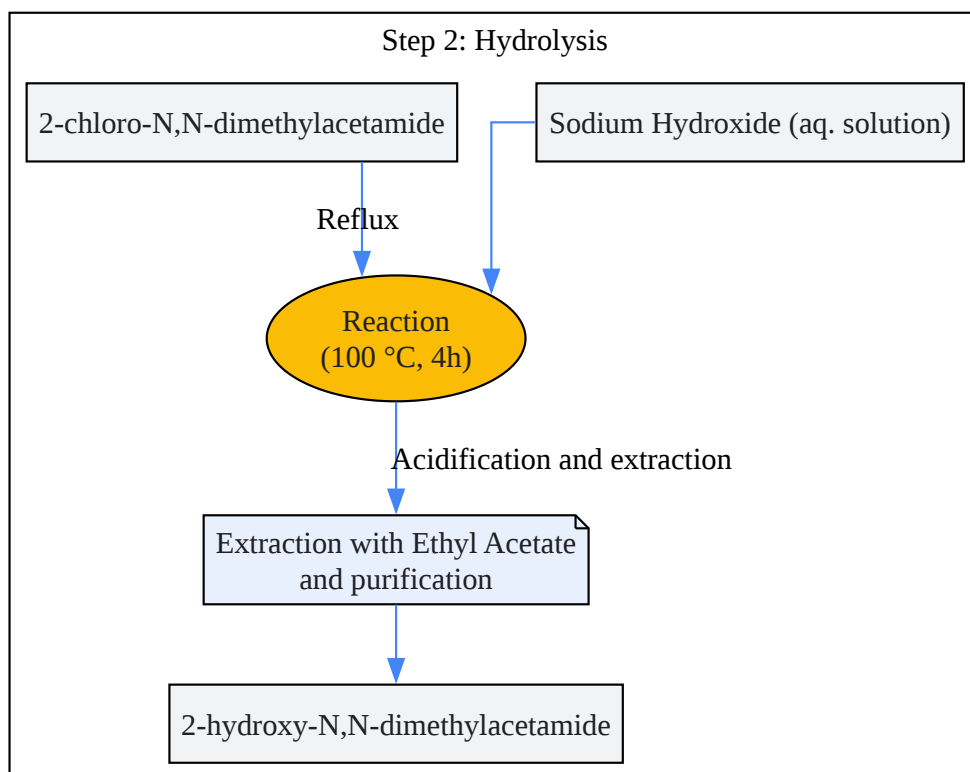 Step 2: Hydrolysis
2-chloro-N,N-dimethylacetamide
Sodium Hydroxide (aq. solution)
Reflux
Reaction
(100 °C, 4h)
Acidification and extraction
Extraction with Ethyl Acetate
and purification
2-hydroxy-N,N-dimethylacetamide